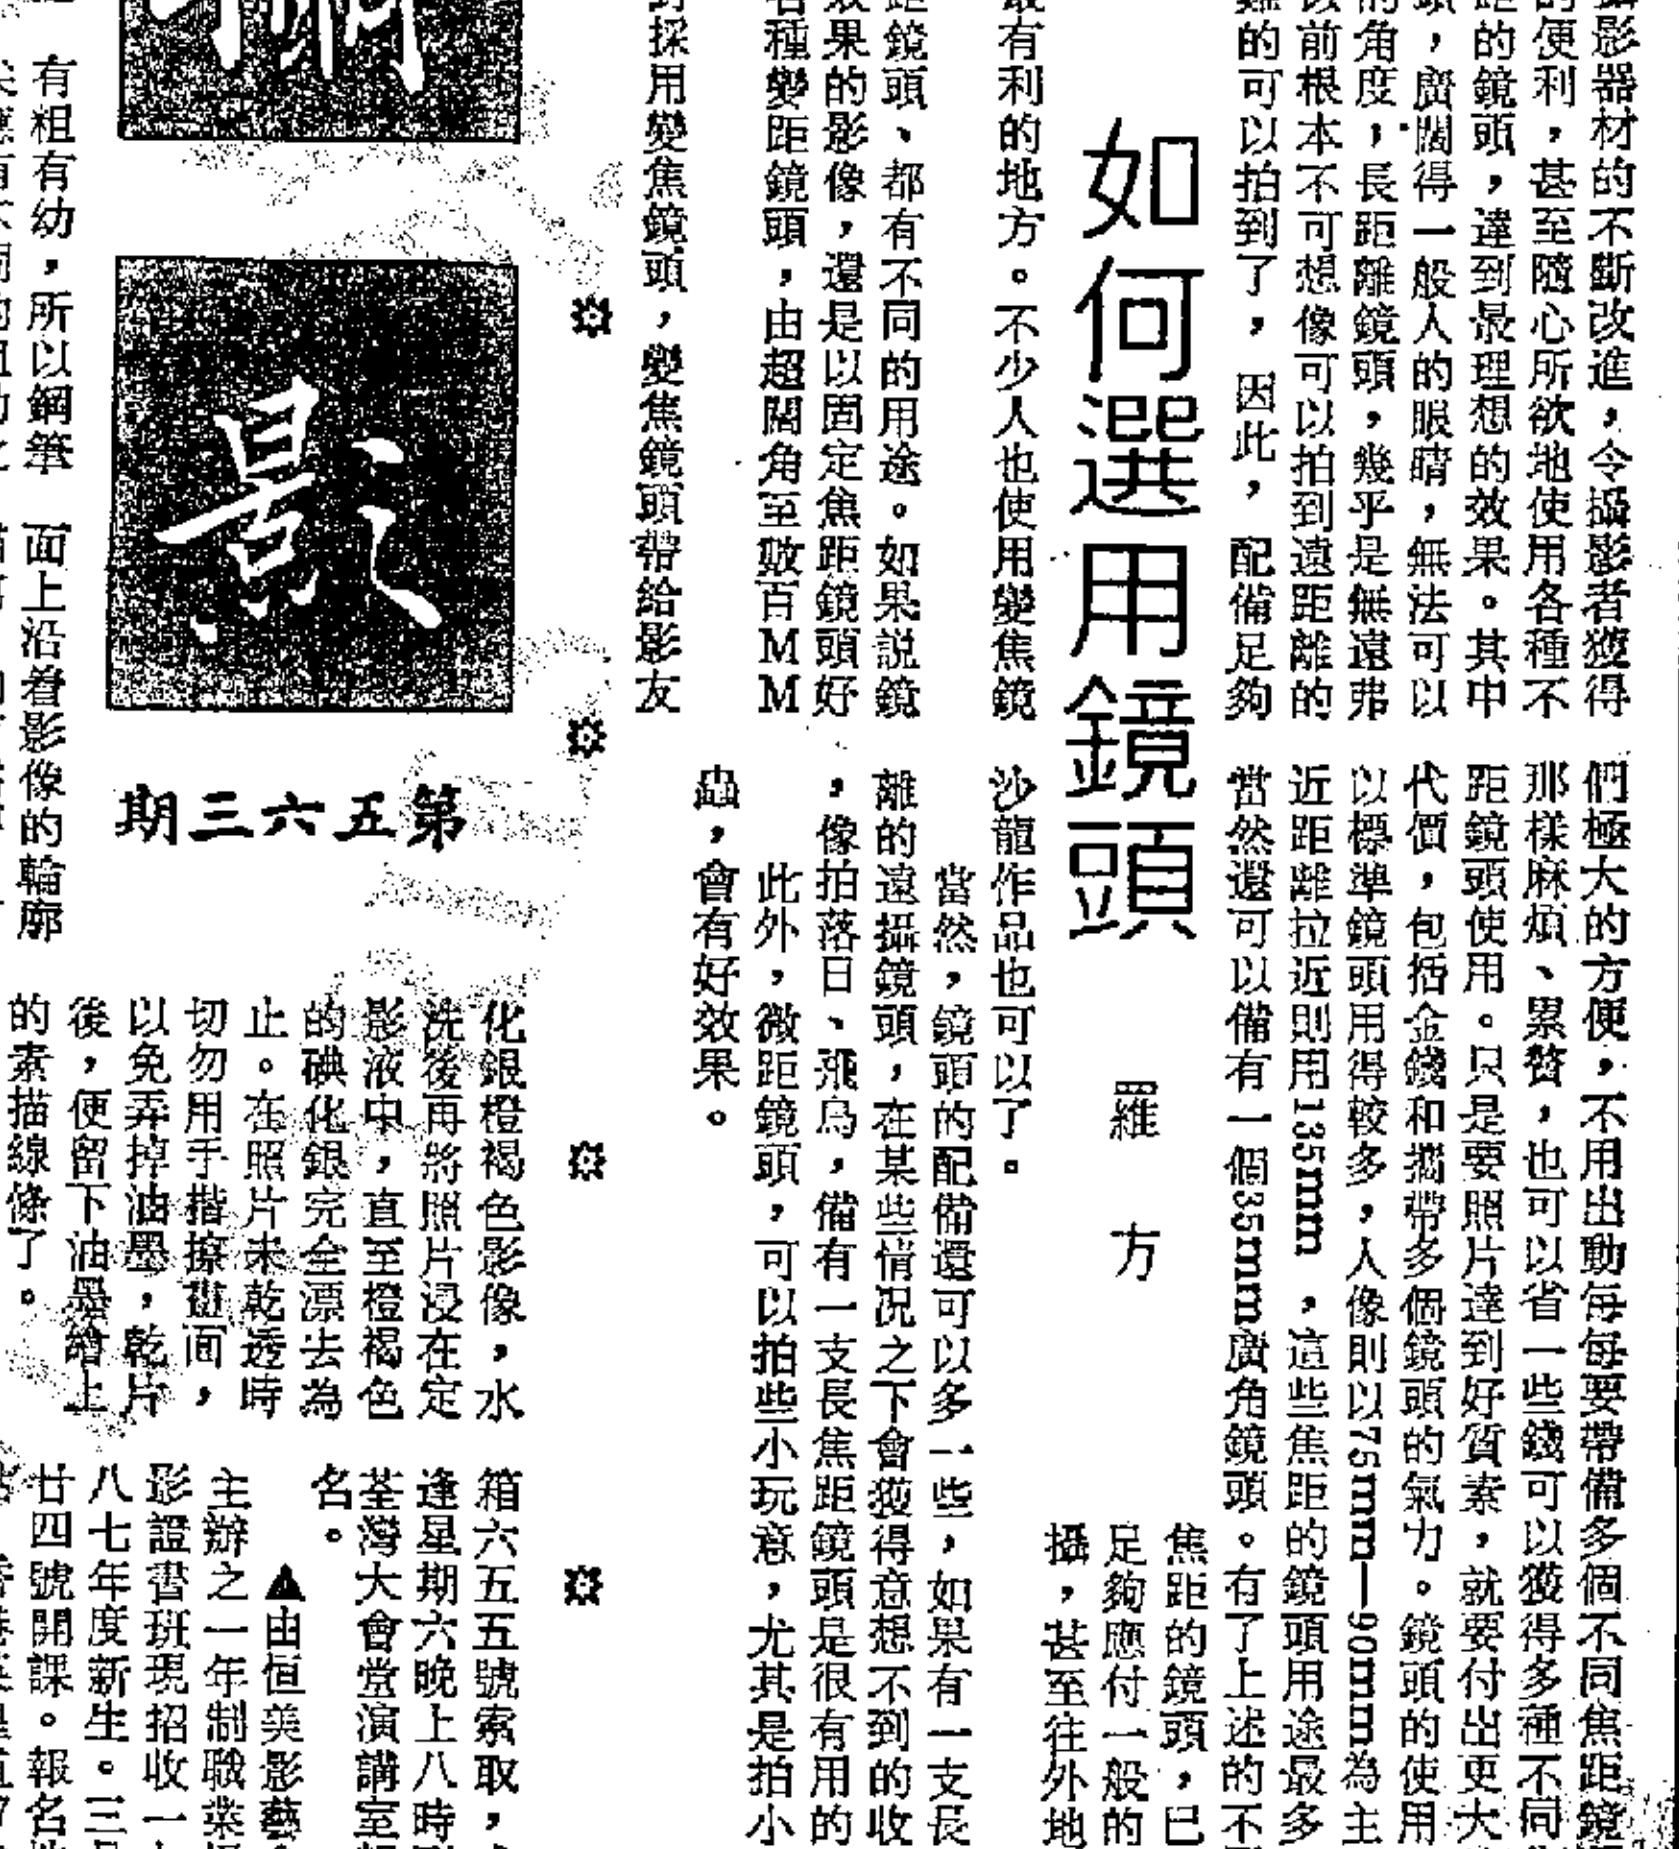 影器材的不斷改進，令攝影者獲得
的便利，甚至隨心所欲地使用各種不
的鏡頭，達到最理想的效果。其中
頭，廣闊得一般人的眼睛，無法可以
的角度，長距離鏡頭，幾乎是無遠弗
以前根本不可想像可以拍到遠距離的
的可以拍到了，因此，配備足夠
們極大的方便，不用出動每每要帶備多個不同焦距鏡
那樣麻煩、累贅，也可以省一些錢可以獲得多種不同
距鏡頭使用。只是要照片達到好質素，就要付出更大
代價，包括金錢和攜帶多個鏡頭的氣力。鏡頭的使用
以標準鏡頭用得較多，人像則以75mm—90mm為主
近距離拉近則用135mm，這些焦距的鏡頭用途最多
當然還可以備有一個35mm廣角鏡頭。有了上述的不
焦距的鏡頭，已
足夠應付一般的
攝，甚至往外地
如何選用鏡頭
羅方
最有利的地方。不少人也使用變焦鏡
鏡頭、都有不同的用途。如果説鏡
效果的影像，還是以固定焦距鏡頭好
各種變距鏡頭，由超闊角至數百MM
採用變焦鏡頭，變焦鏡頭帶給影友
沙龍作品也可以了。
當然，鏡頭的配備還可以多一些，如果有一支長
離的遠攝鏡頭，在某些情況之下會獲得意想不到的收
，像拍落日、飛鳥，備有一支長焦距鏡頭是很有用的
此外，微距鏡頭，可以拍些小玩意，尤其是拍小
蟲，會有好效果。
影
第五六三期
有粗有幼，所以鋼筆
面上沿着影像的輪廓
化銀橙褐色影像，水
洗後再將照片浸在定
影液中，直至橙褐色
的碘化銀完全漂去為
止。在照片未乾透時
切勿用手揩擦畫面，
以免弄掉油墨，乾片
後，便留下油墨繪上
的素描線條了。
箱六五五號索取，
逢星期六晚上八時
荃灣大會堂演講室
名。
▲由恒美影藝
主辦之一年制職業
影證書班現招收一
八七年度新生。三
廿四號開課。報名